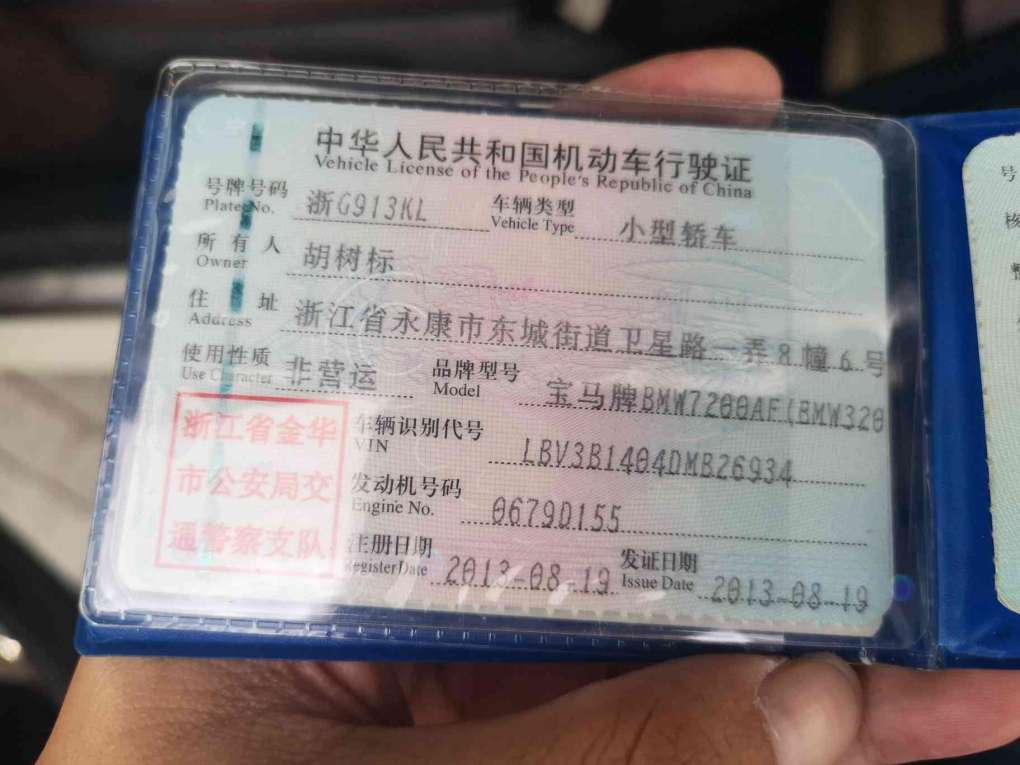 中华人民共和国机动车行驶证
Vehicle License of the People's Republic of China
号牌号码 浙G913KL 车辆类型 小型轿车
Plate No. Vehicle Type
所有人 胡树标
Owner
住址 浙江省永康市东城街道卫星路一弄8幢6号
Address
使用性质 非营运 品牌型号 宝马牌BMW7200AF(BMW320
Use Character Model
浙江省金华
市公安局交
通警察支队
车辆识别代号 LBV3B1404DMB26934
VIN
发动机号码 0679D155
Engine No.
注册日期 2013-08-19 发证日期 2013-08-19
Register Date Issue Date
号
核
整